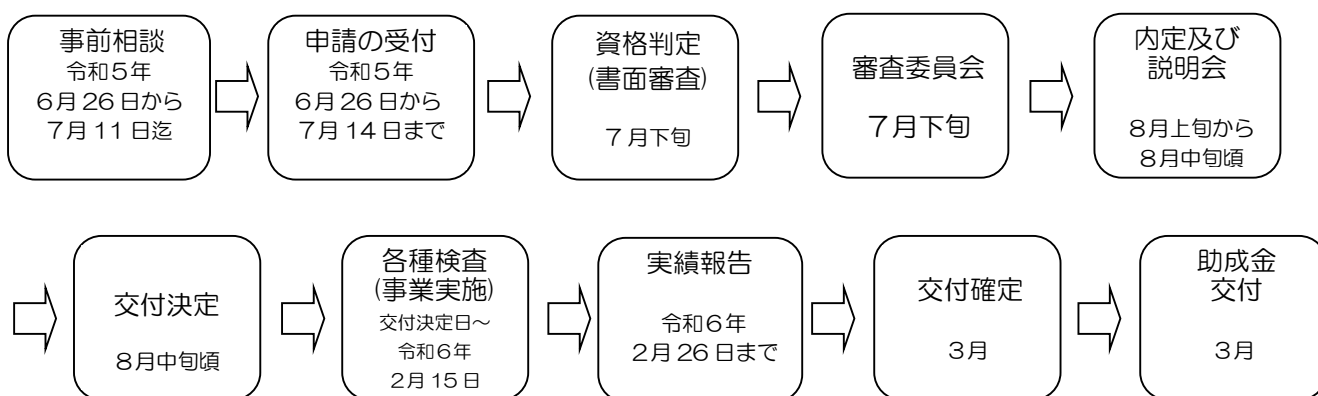 事前相談
令和５年
６月26日から
７月11日迄
申請の受付
令和５年
６月26日から
７月14日まで
資格判定
(書面審査)
７月下旬
審査委員会
７月下旬
内定及び
説明会
８月上旬から
８月中旬頃
交付決定
８月中旬頃
各種検査
(事業実施)
交付決定日～
令和６年
２月15日
実績報告
令和６年
２月26日まで
交付確定
３月
助成金
交付
３月